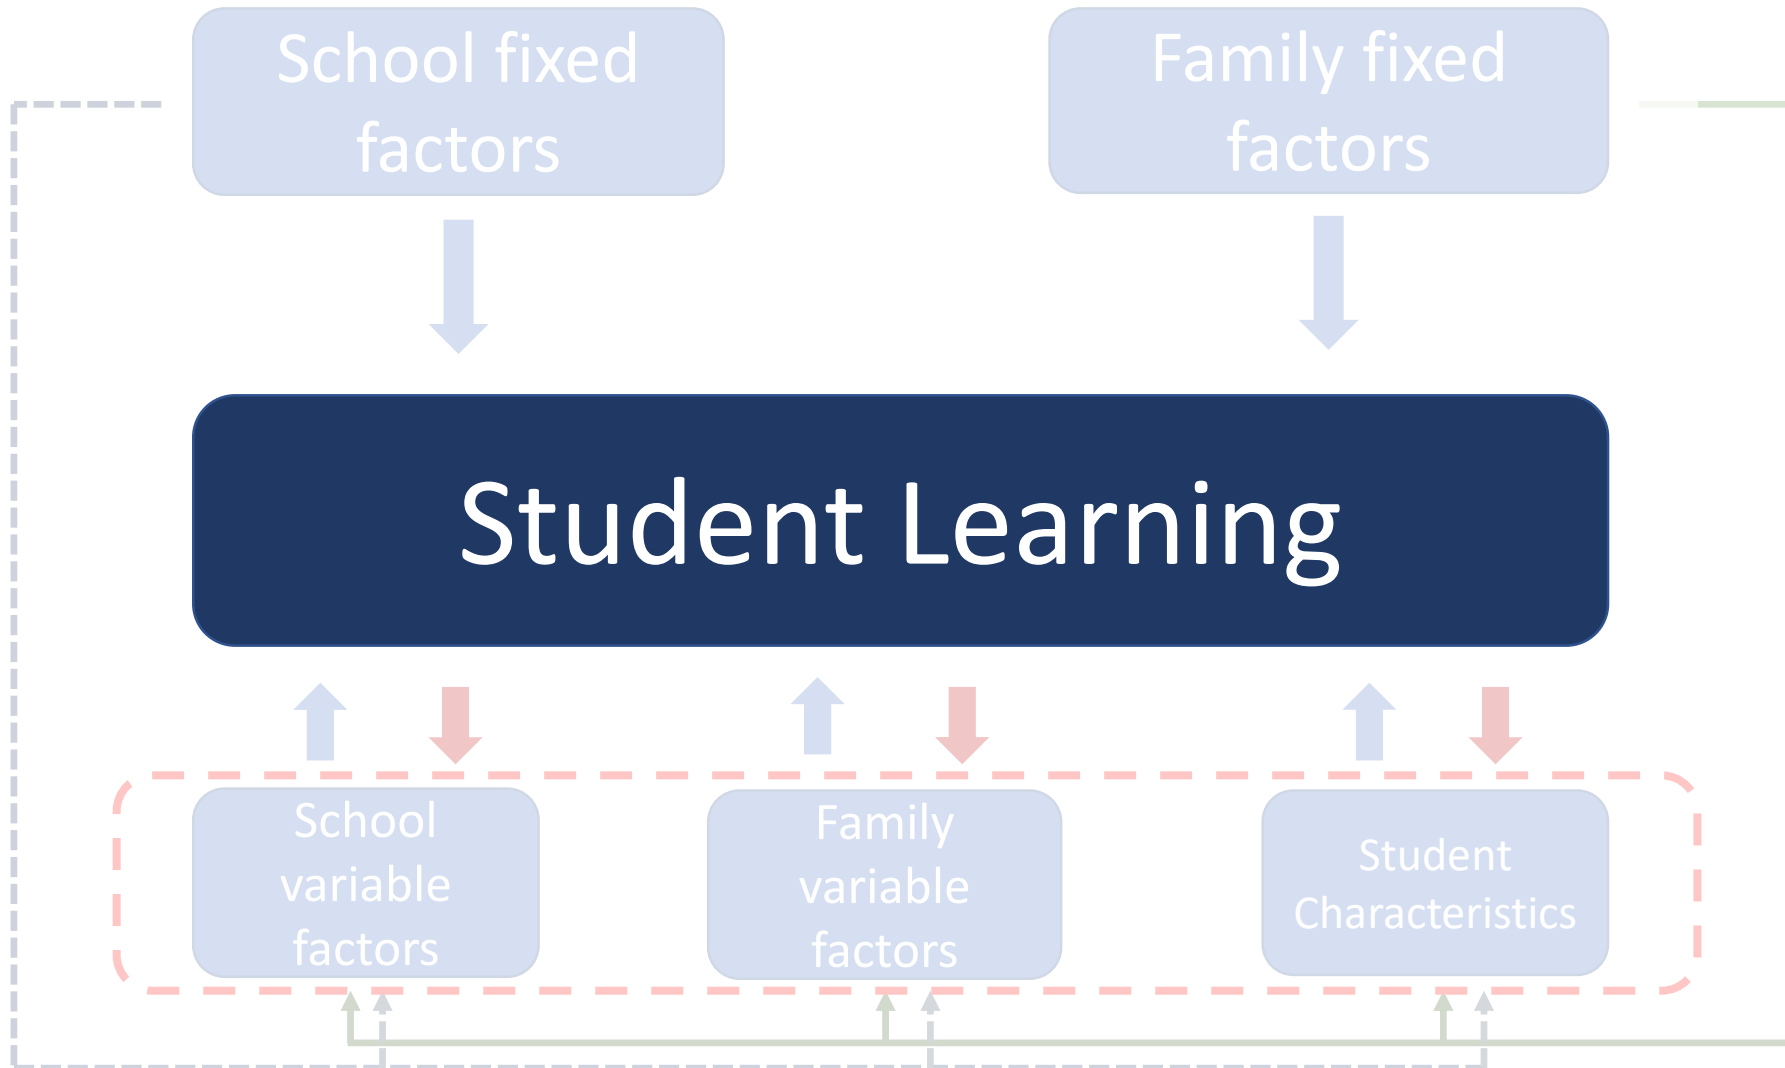 School fixed
factors
Family fixed
factors
Student Learning
School
variable
factors
Family
variable
factors
Student
Characteristics